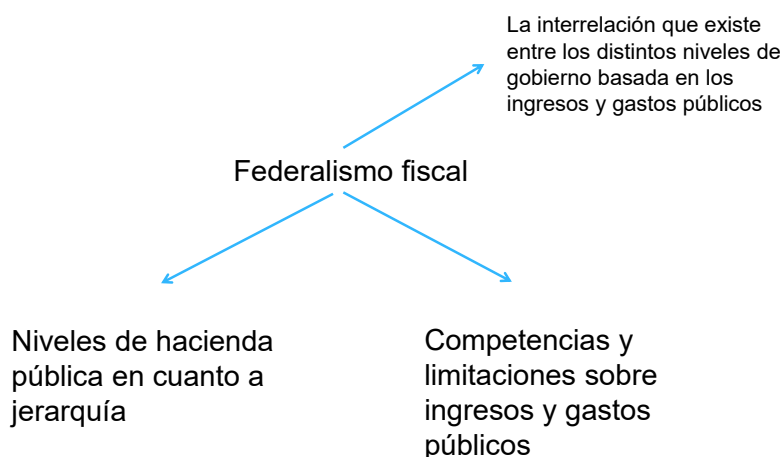 La interrelación que existe
entre los distintos niveles de
gobierno basada en los
ingresos y gastos públicos
Federalismo fiscal
Niveles de hacienda
pública en cuanto a
jerarquía
Competencias y
limitaciones sobre
ingresos y gastos
públicos